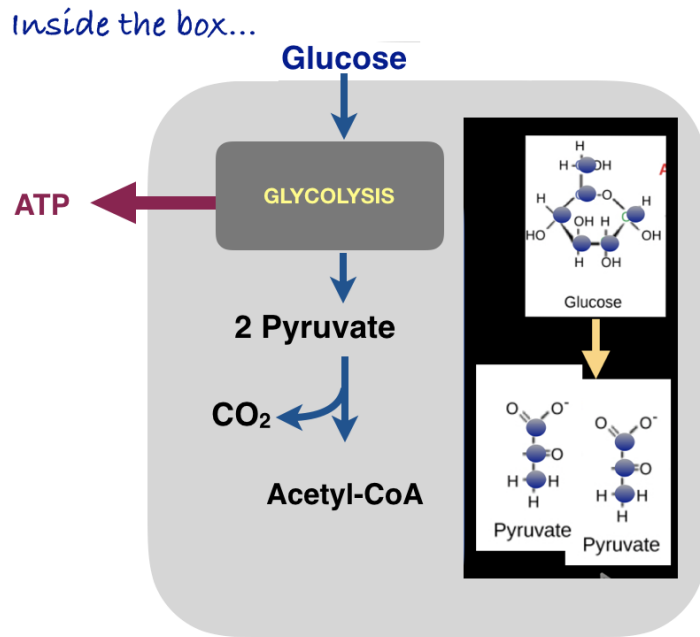 Inside the box...
Glucose
GLYCOLYSIS
ATP
2 Pyruvate
CO₂
Acetyl-CoA
H
H OH
O
H H
OH H
HO OH
H OH
Glucose
O O⁻
O
H H
H
Pyruvate
O O⁻
O
H H
H
Pyruvate